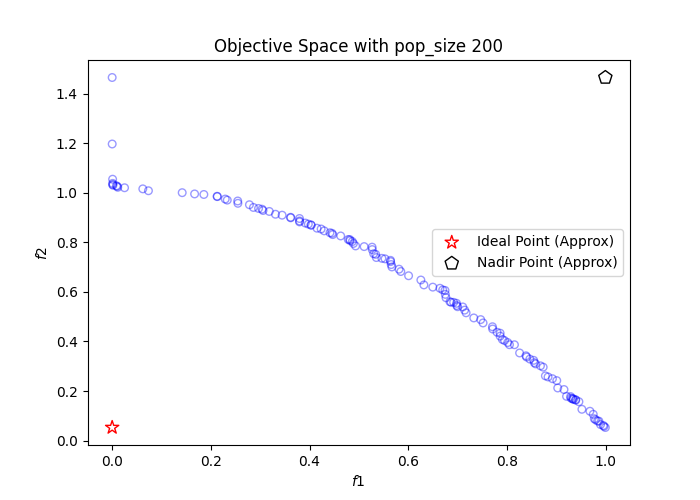 Objective Space with pop_size 200
f2
1.4
1.2
1.0
0.8
0.6
0.4
0.2
0.0
Ideal Point (Approx)
Nadir Point (Approx)
0.0 0.2 0.4 0.6 0.8 1.0
f1